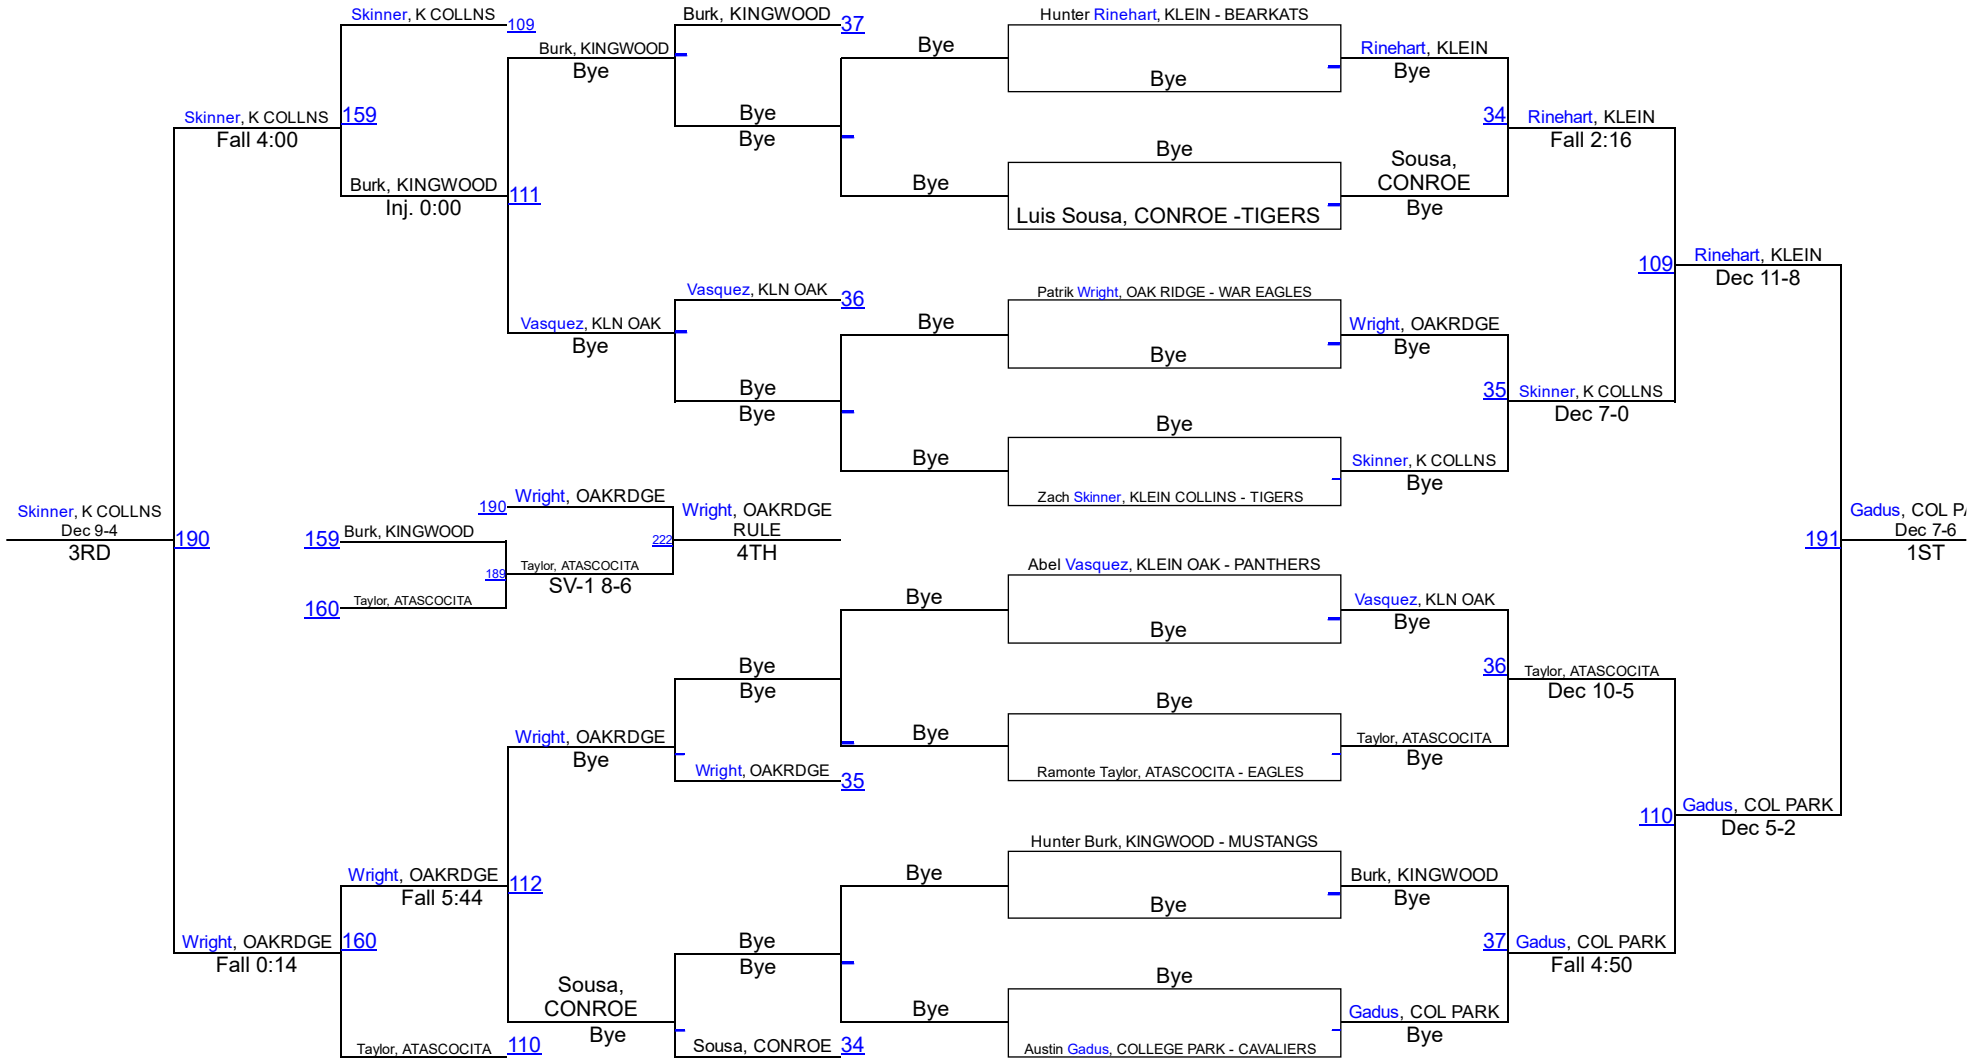 Skinner, K COLLNS
109
Burk, KINGWOOD
37
Hunter Rinehart, KLEIN - BEARKATS
Burk, KINGWOOD
Bye
Bye
Bye
Rinehart, KLEIN
Bye
Skinner, K COLLNS
Fall 4:00
159
Bye
Bye
34
Rinehart, KLEIN
Fall 2:16
Bye
Sousa,
CONROE
Bye
Burk, KINGWOOD
Inj. 0:00
111
Bye
Luis Sousa, CONROE -TIGERS
109
Rinehart, KLEIN
Dec 11-8
Vasquez, KLN OAK
36
Patrik Wright, OAK RIDGE - WAR EAGLES
Vasquez, KLN OAK
Bye
Bye
Bye
Wright, OAKRDGE
Bye
Bye
Bye
35
Skinner, K COLLNS
Dec 7-0
Bye
Bye
Skinner, K COLLNS
Bye
Zach Skinner, KLEIN COLLINS - TIGERS
Skinner, K COLLNS
Dec 9-4
3RD
190
190
Wright, OAKRDGE
159
Burk, KINGWOOD
Wright, OAKRDGE
RULE
4TH
222
189
Taylor, ATASCOCITA
SV-1 8-6
160
Taylor, ATASCOCITA
191
Gadus, COL PA
Dec 7-6
1ST
Abel Vasquez, KLEIN OAK - PANTHERS
Bye
Bye
Vasquez, KLN OAK
Bye
Bye
Bye
36
Taylor, ATASCOCITA
Dec 10-5
Bye
Wright, OAKRDGE
Bye
Bye
Taylor, ATASCOCITA
Bye
Wright, OAKRDGE
35
Ramonte Taylor, ATASCOCITA - EAGLES
110
Gadus, COL PARK
Dec 5-2
Hunter Burk, KINGWOOD - MUSTANGS
Wright, OAKRDGE
Fall 5:44
112
Bye
Bye
Burk, KINGWOOD
Bye
Wright, OAKRDGE
Fall 0:14
160
Bye
Bye
37
Gadus, COL PARK
Fall 4:50
Bye
Sousa,
CONROE
Bye
Bye
Gadus, COL PARK
Bye
Taylor, ATASCOCITA
110
Sousa, CONROE
34
Austin Gadus, COLLEGE PARK - CAVALIERS